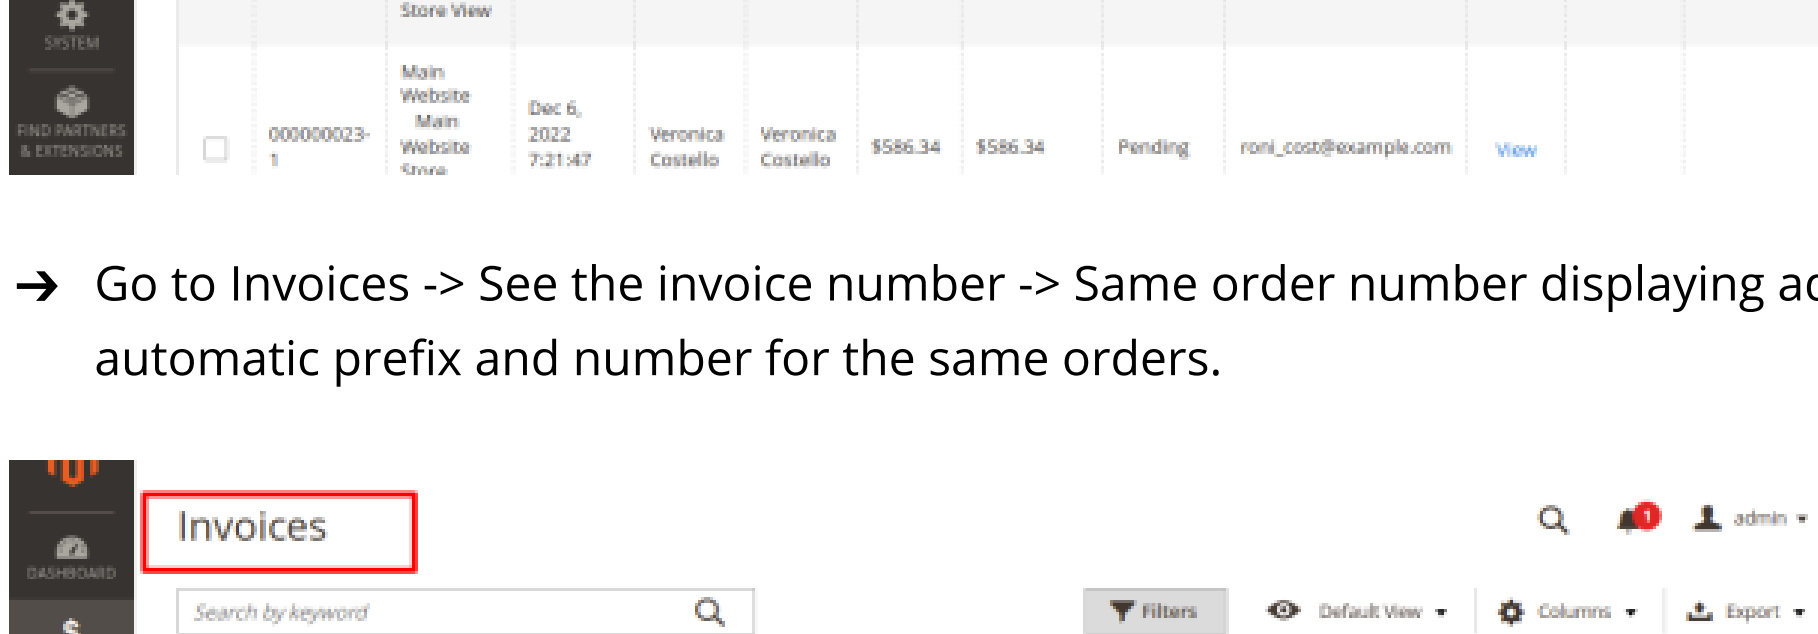 Store View
SYSTEM
Main
Website
Main
Website
Store
Dec 6,
2022
7:21:47
000000023-
1
Veronica
Costello
Veronica
Costello
$586.34
$586.34
Pending
roni_cost@example.com
View
FIND PARTNERS
& EXTENSIONS
➔ Go to Invoices -> See the invoice number -> Same order number displaying
automatic prefix and number for the same orders.
Invoices
1
admin
DASHBOARD
Search by keyword
Filters
Default View
Columns
Export
$